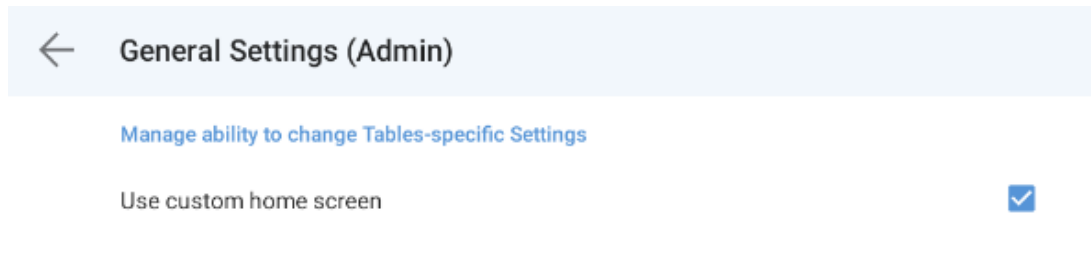 General Settings (Admin)
Manage ability to change Tables-specific Settings
Use custom home screen